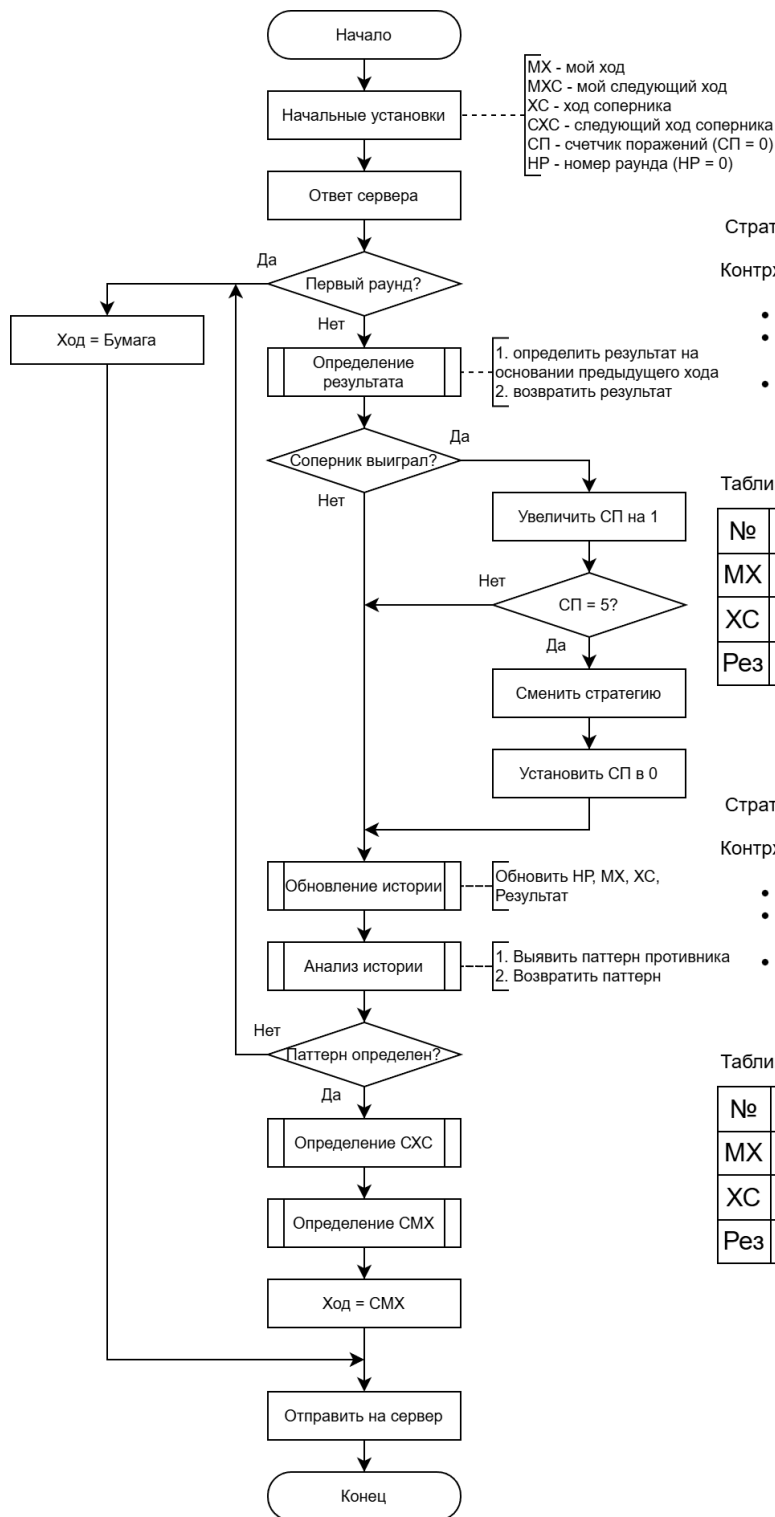 Начало
Начальные установки
МХ - мой ход
МХС - мой следующий ход
ХС - ход соперника
СХС - следующий ход соперника
СП - счетчик поражений (СП = 0)
НР - номер раунда (НР = 0)
Ответ сервера
Да
Первый раунд?
Нет
Ход = Бумага
Определение
результата
1. определить результат на
основании предыдущего хода
2. возвратить результат
Соперник выиграл?
Да
Нет
Увеличить СП на 1
Нет
СП = 5?
Да
Сменить стратегию
Установить СП в 0
Обновление истории
Обновить НР, МХ, ХС,
Результат
Анализ истории
1. Выявить паттерн противника
2. Возвратить паттерн
Нет
Паттерн определен?
Да
Определение СХС
Определение СМХ
Ход = СМХ
Отправить на сервер
Конец
Страт
Контр
Табли
№
МХ
ХС
Рез
Страт
Контр
Табли
№
МХ
ХС
Рез